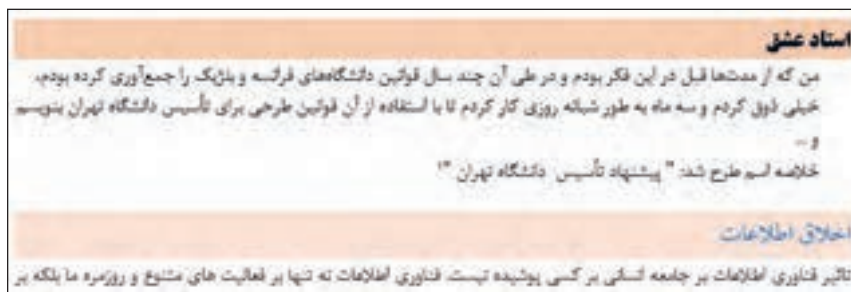 استاد عشق
من که از مدت‌ها قبل در این فکر بودم و در طی آن چند سال قوانین دانشگاه‌های فرانسه و بلژیک را جمع‌آوری کرده بودم،
خیلی ذوق کردم و سه ماه به طور شبانه روزی کار کردم تا با استفاده از آن قوانین طرحی برای تأسیس دانشگاه تهران بنویسم
و ...
خلاصه اسم طرح شد: " پیشنهاد تأسیس دانشگاه تهران "
اخلاق اطلاعات
تاثیر فناوری اطلاعات بر جامعه انسانی بر کسی پوشیده نیست. فناوری اطلاعات نه تنها بر فعالیت های متنوع و روزمره ما بلکه بر